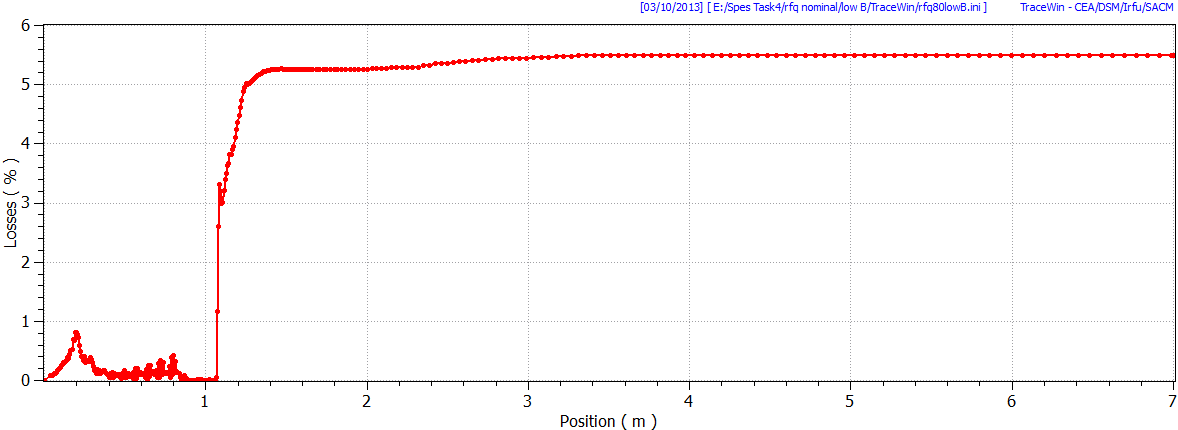 [03/10/2013] [ E:/Spes Task4/rfq nominal/low B/TraceWin/rfq80lowB.ini ] TraceWin - CEA/DSM/Irfu/SACM
6
5
4
3
2
1
0
Losses ( % )
1 2 3 4 5 6 7
Position ( m )